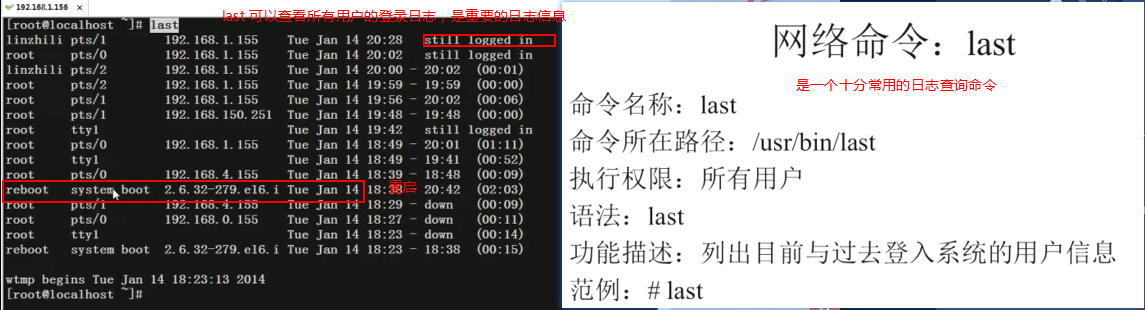 192.168.1.156
[root@localhost ~]# last
last 可以查看所有用户的登录日志，是重要的日志信息
linzhili pts/1 192.168.1.155 Tue Jan 14 20:28 still logged in
root pts/0 192.168.1.155 Tue Jan 14 20:02 still logged in
linzhili pts/2 192.168.1.155 Tue Jan 14 20:00 - 20:02 (00:01)
root pts/2 192.168.1.155 Tue Jan 14 19:59 - 19:59 (00:00)
root pts/1 192.168.1.155 Tue Jan 14 19:56 - 20:02 (00:06)
root pts/1 192.168.150.251 Tue Jan 14 19:48 - 19:48 (00:00)
root tty1 Tue Jan 14 19:42 still logged in
root pts/0 192.168.1.155 Tue Jan 14 18:49 - 20:01 (01:11)
root tty1 Tue Jan 14 18:49 - 19:41 (00:52)
root pts/0 192.168.4.155 Tue Jan 14 18:39 - 18:48 (00:09)
reboot system boot 2.6.32-279.el6.i Tue Jan 14 - 20:42 (02:03)
重启
root pts/1 192.168.4.155 Tue Jan 14 18:29 - down (00:09)
root pts/0 192.168.0.155 Tue Jan 14 18:27 - down (00:11)
root tty1 Tue Jan 14 18:23 - down (00:14)
reboot system boot 2.6.32-279.el6.i Tue Jan 14 18:23 - 18:38 (00:15)
wtmp begins Tue Jan 14 18:23:13 2014
[root@localhost ~]#
网络命令：last
是一个十分常用的日志查询命令
命令名称：last
命令所在路径：/usr/bin/last
执行权限：所有用户
语法：last
功能描述：列出目前与过去登入系统的用户信息
范例：# last